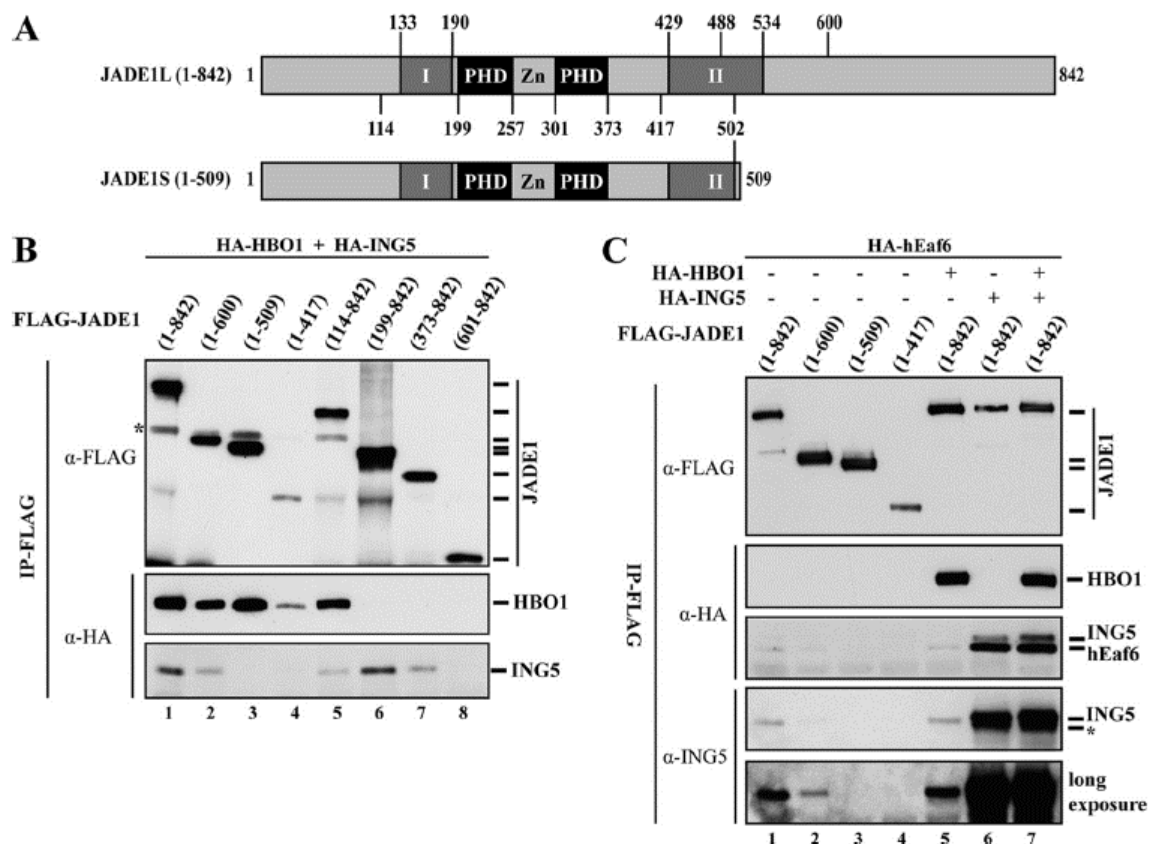 A
133 190 429 488 534 600
JADE1L (1-842) 1 I PHD Zn PHD II 842
114 199 257 301 373 417 502
JADE1S (1-509) 1 I PHD Zn PHD II 509
B
HA-HBO1 + HA-ING5
FLAG-JADE1 (1-842) (1-600) (1-509) (1-417) (114-842) (199-842) (373-842) (601-842)
*
α-FLAG
JADE1
IP-FLAG
α-HA
HBO1
ING5
1 2 3 4 5 6 7 8
C
HA-hEaf6
HA-HBO1 - - - - + - +
HA-ING5 - - - - - + +
FLAG-JADE1 (1-842) (1-600) (1-509) (1-417) (1-842) (1-842) (1-842)
α-FLAG
JADE1
IP-FLAG
α-HA
HBO1
ING5
hEaf6
α-ING5
ING5
*
long
exposure
1 2 3 4 5 6 7